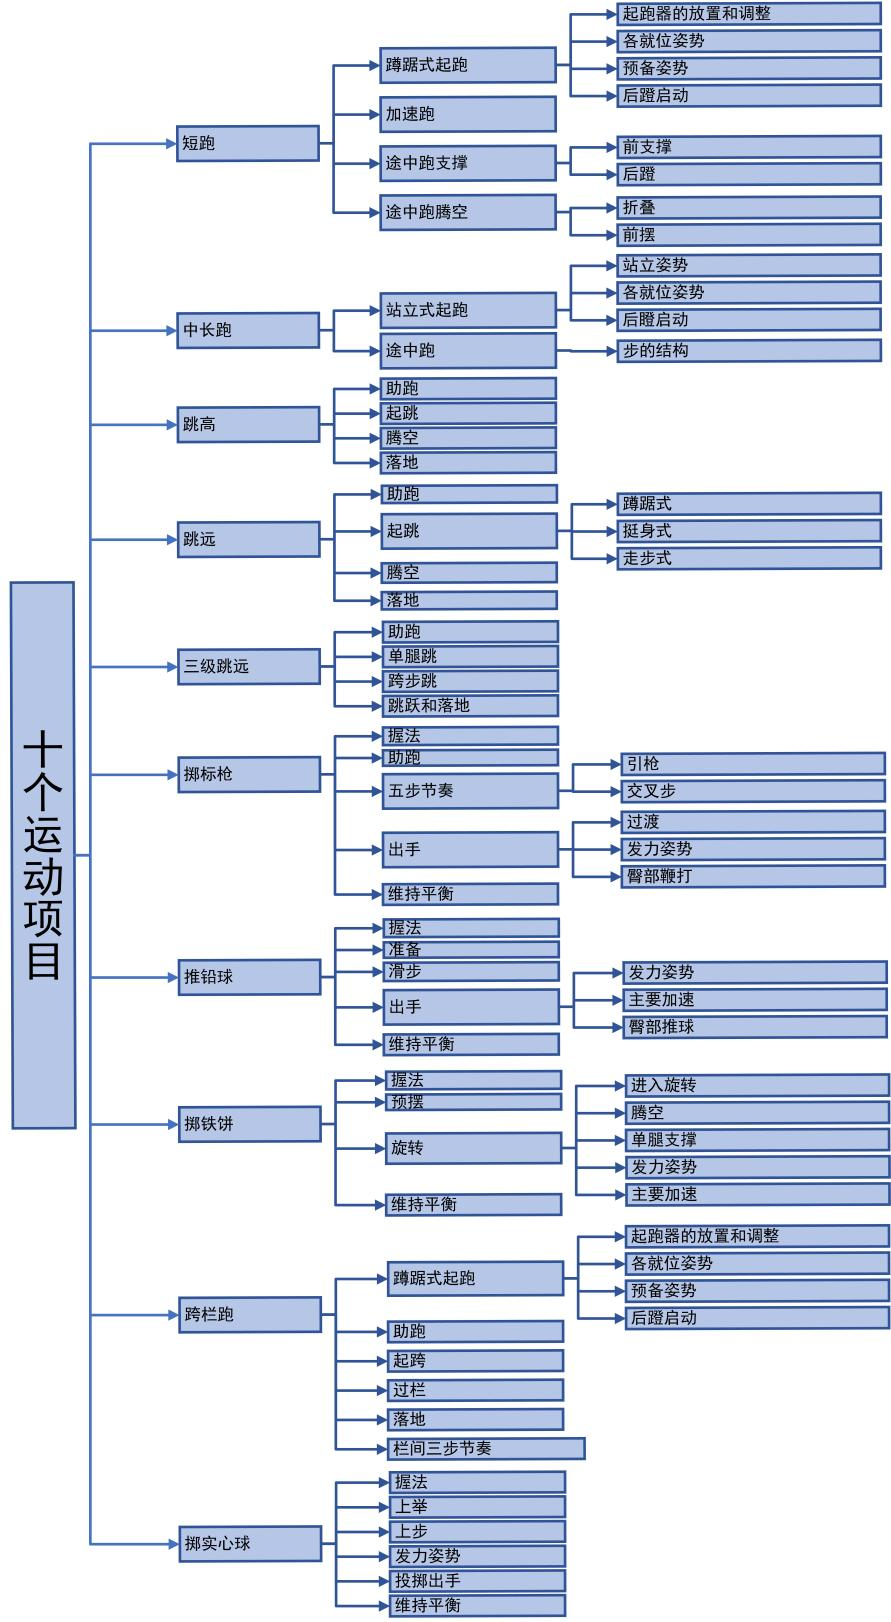 十个运动项目
短跑
蹲踞式起跑
起跑器的放置和调整
各就位姿势
预备姿势
后蹬启动
加速跑
途中跑支撑
前支撑
后蹬
途中跑腾空
折叠
前摆
中长跑
站立式起跑
站立姿势
各就位姿势
后瞪启动
途中跑
步的结构
跳高
助跑
起跳
腾空
落地
跳远
助跑
起跳
蹲踞式
挺身式
走步式
腾空
落地
三级跳远
助跑
单腿跳
跨步跳
跳跃和落地
掷标枪
握法
助跑
五步节奏
引枪
交叉步
出手
过渡
发力姿势
臀部鞭打
维持平衡
推铅球
握法
准备
滑步
出手
发力姿势
主要加速
臀部推球
维持平衡
掷铁饼
握法
预摆
旋转
进入旋转
腾空
单腿支撑
发力姿势
主要加速
维持平衡
跨栏跑
蹲踞式起跑
起跑器的放置和调整
各就位姿势
预备姿势
后蹬启动
助跑
起跨
过栏
落地
栏间三步节奏
掷实心球
握法
上举
上步
发力姿势
投掷出手
维持平衡